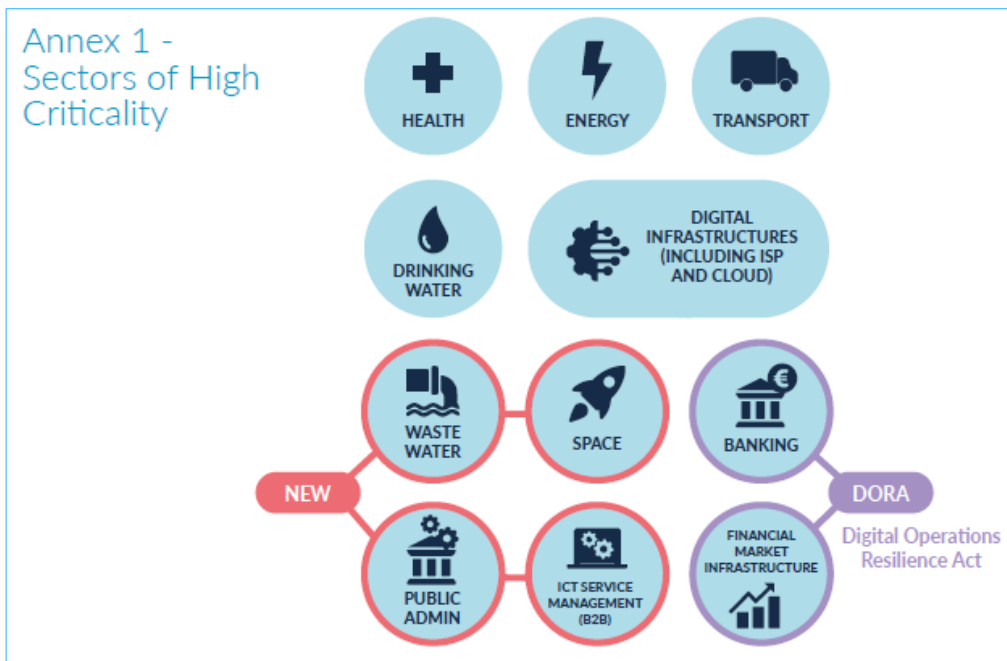 Annex 1 -
Sectors of High
Criticality
HEALTH
ENERGY
TRANSPORT
DRINKING
WATER
DIGITAL
INFRASTRUCTURES
(INCLUDING ISP
AND CLOUD)
WASTE
WATER
SPACE
BANKING
NEW
DORA
Digital Operations
Resilience Act
PUBLIC
ADMIN
ICT SERVICE
MANAGEMENT
(B2B)
FINANCIAL
MARKET
INFRASTRUCTURE